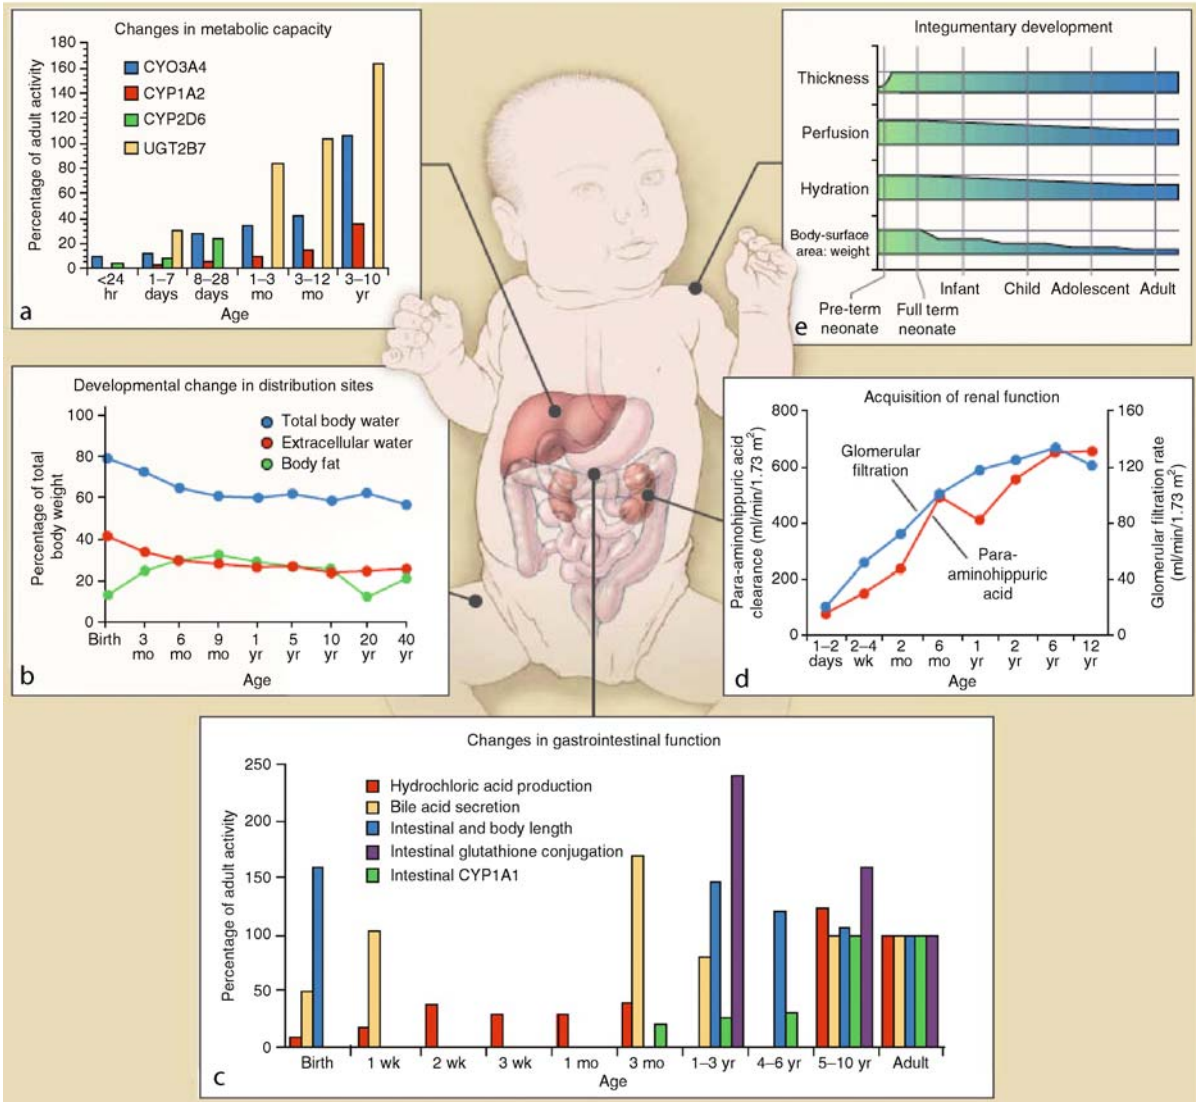 Changes in metabolic capacity
Percentage of adult activity
180
160
140
120
100
80
60
40
20
0
CYO3A4
CYP1A2
CYP2D6
UGT2B7
<24 hr
1–7 days
8–28 days
1–3 mo
3–12 mo
3–10 yr
Age
a
Integumentary development
Thickness
Perfusion
Hydration
Body-surface
area: weight
Infant
Child
Adolescent
Adult
Pre-term
neonate
Full term
neonate
e
Developmental change in distribution sites
Percentage of total
body weight
100
80
60
40
20
0
Total body water
Extracellular water
Body fat
Birth
3 mo
6 mo
9 mo
1 yr
5 yr
10 yr
20 yr
40 yr
Age
b
Acquisition of renal function
Para-aminohippuric acid
clearance (ml/min/1.73 m²)
800
600
400
200
0
Glomerular
filtration
Para-
aminohippuric
acid
160
120
80
40
0
Glomerular filtration rate
(ml/min/1.73 m²)
1–2 days
2–4 wk
2 mo
6 mo
1 yr
2 yr
6 yr
12 yr
Age
d
Changes in gastrointestinal function
Percentage of adult activity
250
200
150
100
50
0
Hydrochloric acid production
Bile acid secretion
Intestinal and body length
Intestinal glutathione conjugation
Intestinal CYP1A1
Birth
1 wk
2 wk
3 wk
1 mo
3 mo
1–3 yr
4–6 yr
5–10 yr
Adult
Age
c